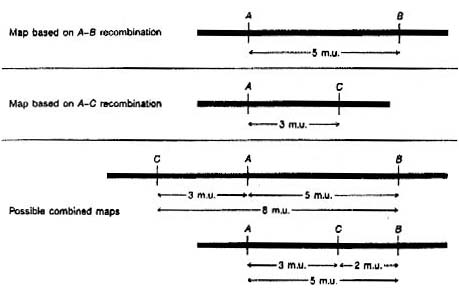 A B
Map based on A–B recombination
5 m.u.
A C
Map based on A–C recombination
3 m.u.
C A B
3 m.u. 5 m.u.
8 m.u.
Possible combined maps
A C B
3 m.u. 2 m.u.
5 m.u.